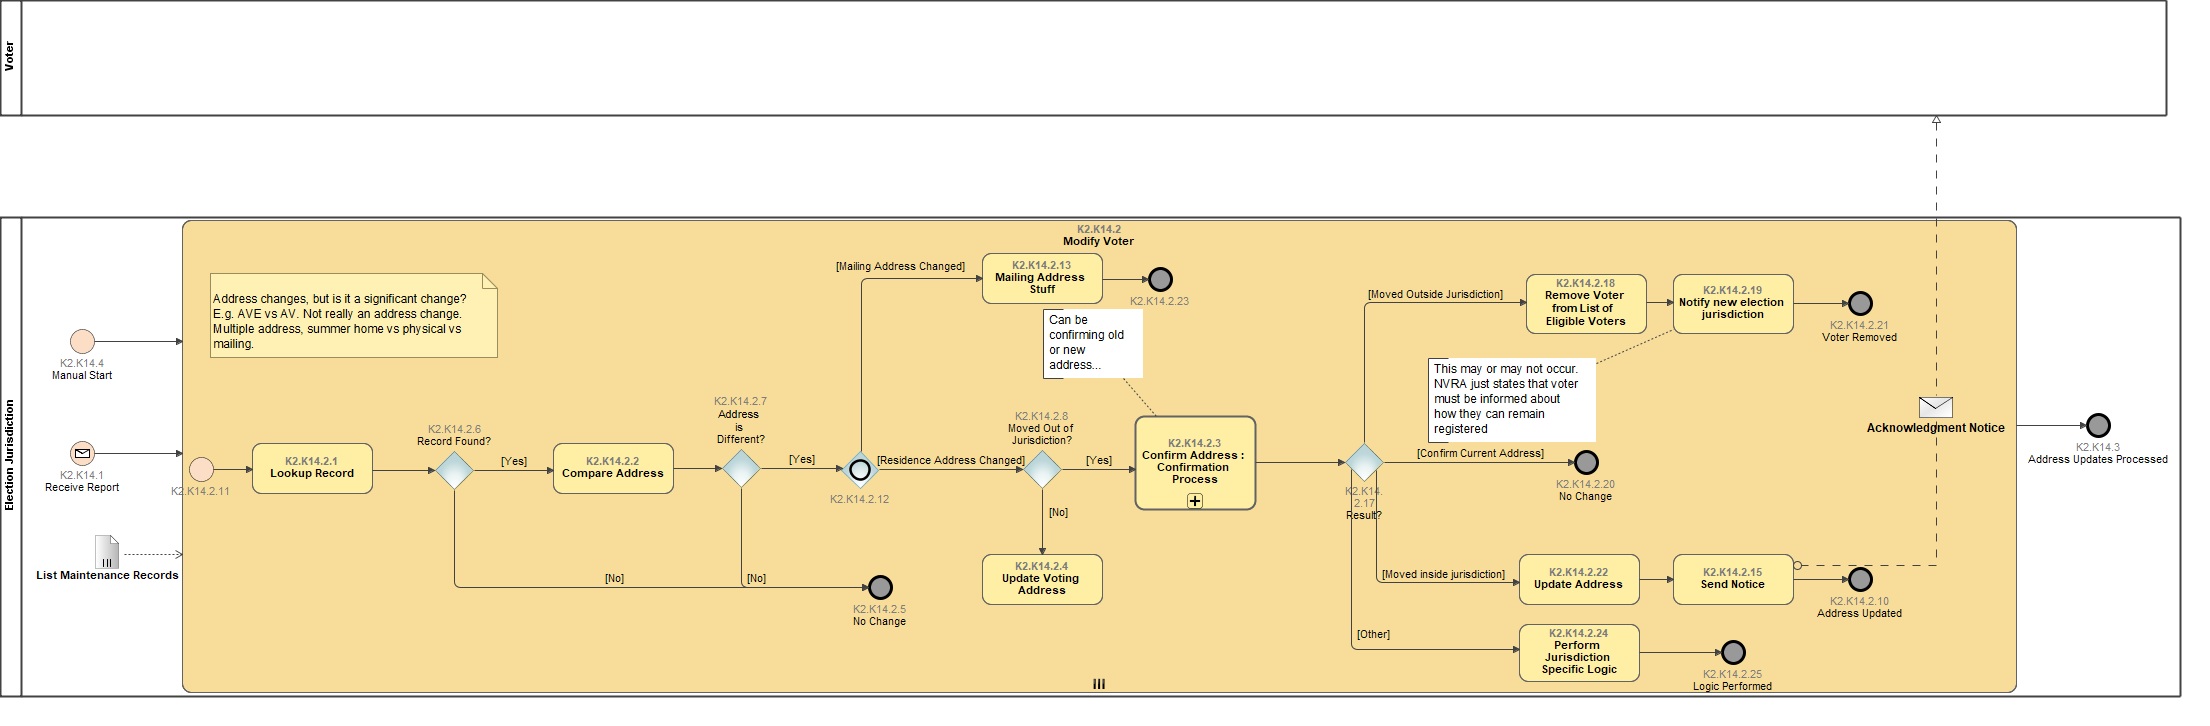 Voter
Election Jurisdiction
K2.K14.2
Modify Voter
Address changes, but is it a significant change?
E.g. AVE vs AV. Not really an address change.
Multiple address, summer home vs physical vs
mailing.
K2.K14.4
Manual Start
K2.K14.1
Receive Report
List Maintenance Records
K2.K14.2.11
K2.K14.2.1
Lookup Record
K2.K14.2.6
Record Found?
[Yes]
[No]
K2.K14.2.2
Compare Address
K2.K14.2.7
Address
is
Different?
[Yes]
[No]
K2.K14.2.5
No Change
K2.K14.2.12
[Mailing Address Changed]
K2.K14.2.13
Mailing Address
Stuff
K2.K14.2.23
[Residence Address Changed]
K2.K14.2.8
Moved Out of
Jurisdiction?
[Yes]
[No]
K2.K14.2.4
Update Voting
Address
Can be
confirming old
or new
address...
K2.K14.2.3
Confirm Address :
Confirmation
Process
K2.K14.
2.17
Result?
[Moved Outside Jurisdiction]
K2.K14.2.18
Remove Voter
from List of
Eligible Voters
K2.K14.2.19
Notify new election
jurisdiction
K2.K14.2.21
Voter Removed
This may or may not occur.
NVRA just states that voter
must be informed about
how they can remain
registered
[Confirm Current Address]
K2.K14.2.20
No Change
[Moved inside jurisdiction]
K2.K14.2.22
Update Address
K2.K14.2.15
Send Notice
K2.K14.2.10
Address Updated
[Other]
K2.K14.2.24
Perform
Jurisdiction
Specific Logic
K2.K14.2.25
Logic Performed
Acknowledgment Notice
K2.K14.3
Address Updates Processed